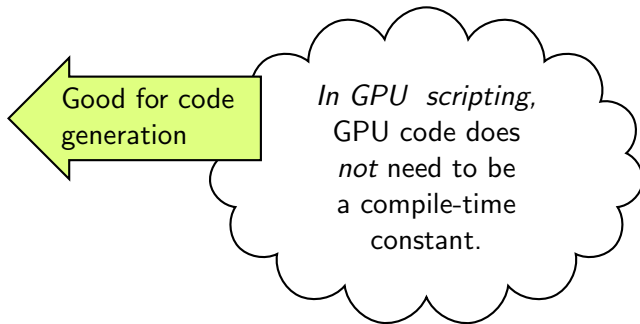 Good for code
generation
In GPU scripting,
GPU code does
not need to be
a compile-time
constant.